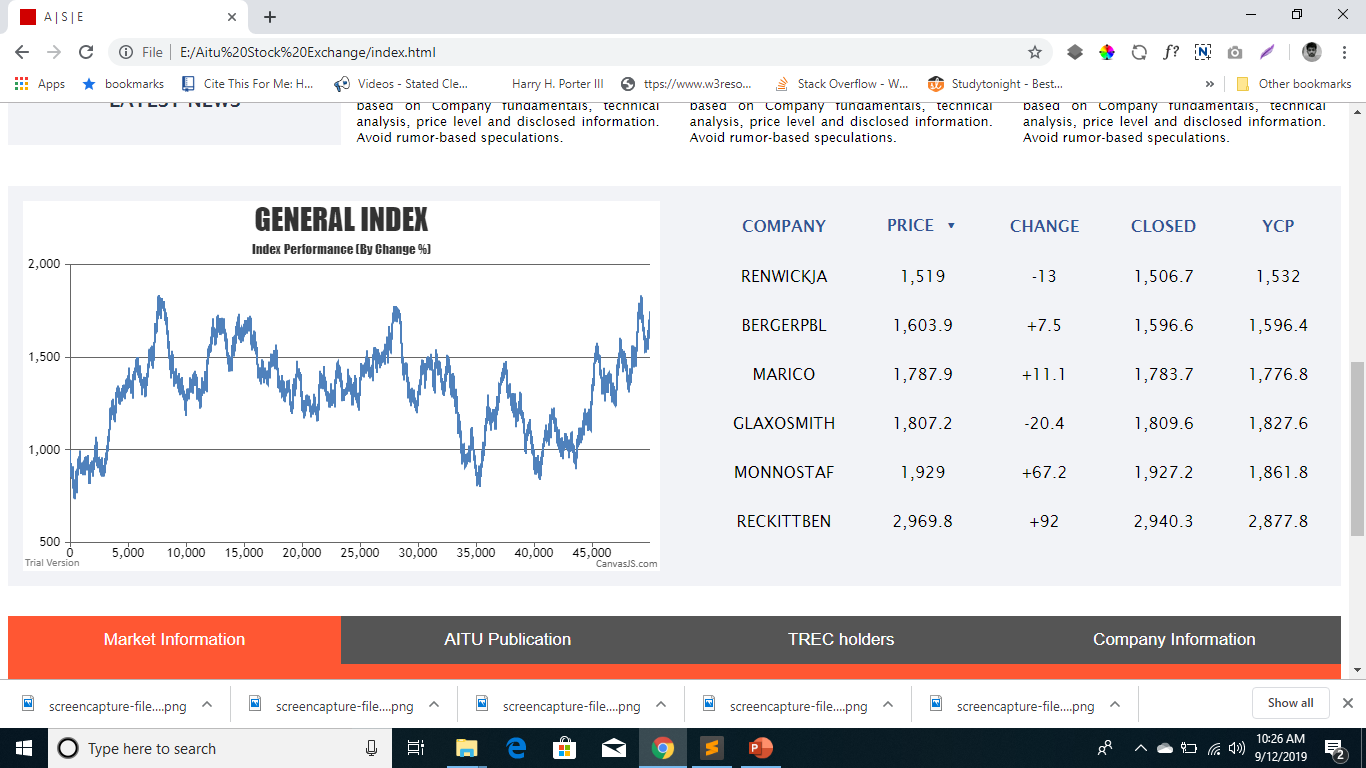 A | S | E
File
E:/Aitu%20Stock%20Exchange/index.html
Apps
bookmarks
Cite This For Me: H...
Videos - Stated Cle...
Harry H. Porter III
ttps://www.w3reso...
Stack Overflow - W...
Studytonight - Best...
»
Other bookmarks
LATEST NEWS
based on Company fundamentals, technical
analysis, price level and disclosed information.
Avoid rumor-based speculations.
based on Company fundamentals, technical
analysis, price level and disclosed information.
Avoid rumor-based speculations.
based on Company fundamentals, technical
analysis, price level and disclosed information.
Avoid rumor-based speculations.
GENERAL INDEX
Index Performance (By Change %)
2,000
1,500
1,000
500
0 5,000 10,000 15,000 20,000 25,000 30,000 35,000 40,000 45,000
Trial Version
CanvasJS.com
COMPANY PRICE ▼ CHANGE CLOSED YCP
RENWICKJA 1,519 -13 1,506.7 1,532
BERGERPBL 1,603.9 +7.5 1,596.6 1,596.4
MARICO 1,787.9 +11.1 1,783.7 1,776.8
GLAXOSMITH 1,807.2 -20.4 1,809.6 1,827.6
MONNOSTAF 1,929 +67.2 1,927.2 1,861.8
RECKITTBEN 2,969.8 +92 2,940.3 2,877.8
Market Information
AITU Publication
TREC holders
Company Information
screencapture-file....png
screencapture-file....png
screencapture-file....png
screencapture-file....png
screencapture-file....png
Show all
Type here to search
10:26 AM
9/12/2019
2